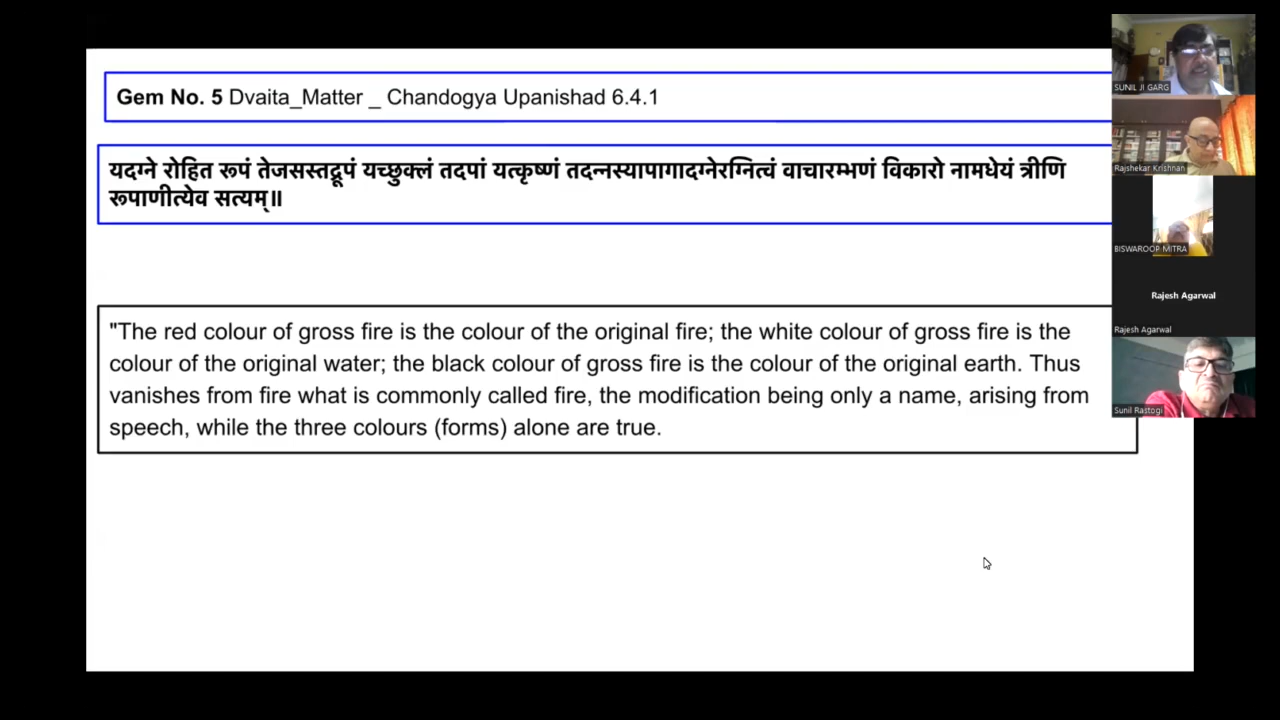 Gem No. 5 Dvaita_Matter _ Chandogya Upanishad 6.4.1
यदग्ने रोहित रूपं तेजसस्तद्रूपं यच्छुक्लं तदपां यत्कृष्णं तदन्नस्यापागादग्नेरग्नित्वं वाचारम्भणं विकारो नामधेयं त्रीणि
रूपाणीत्येव सत्यम्॥
"The red colour of gross fire is the colour of the original fire; the white colour of gross fire is the
colour of the original water; the black colour of gross fire is the colour of the original earth. Thus
vanishes from fire what is commonly called fire, the modification being only a name, arising from
speech, while the three colours (forms) alone are true.
SUNIL JI GARG
Rajshekar Krishnan
BISWAROOP MITRA
Rajesh Agarwal
Rajesh Agarwal
Sunil Rastogi